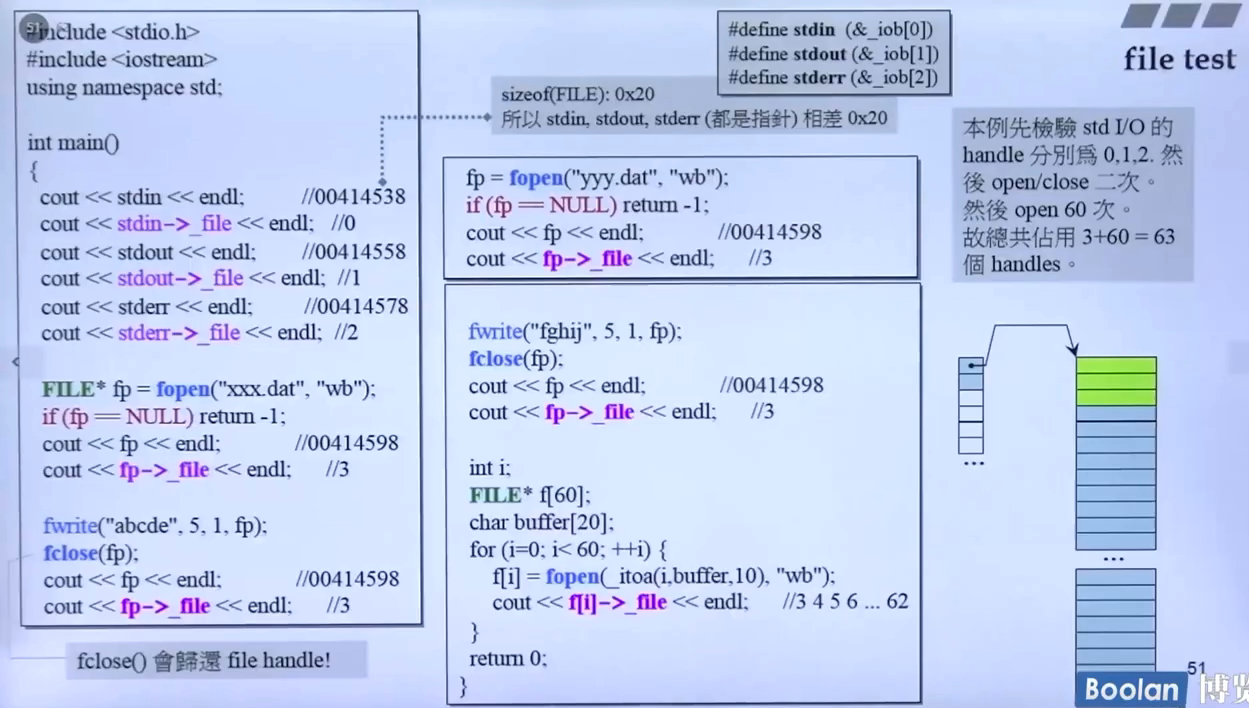 51
#include <stdio.h>
#include <iostream>
using namespace std;
int main()
{
cout << stdin << endl; //00414538
cout << stdin->_file << endl; //0
cout << stdout << endl; //00414558
cout << stdout->_file << endl; //1
cout << stderr << endl; //00414578
cout << stderr->_file << endl; //2
FILE* fp = fopen("xxx.dat", "wb");
if (fp == NULL) return -1;
cout << fp << endl; //00414598
cout << fp->_file << endl; //3
fwrite("abcde", 5, 1, fp);
fclose(fp);
cout << fp << endl; //00414598
cout << fp->_file << endl; //3
fclose() 會歸還 file handle!
#define stdin (&_iob[0])
#define stdout (&_iob[1])
#define stderr (&_iob[2])
sizeof(FILE): 0x20
所以 stdin, stdout, stderr (都是指針) 相差 0x20
fp = fopen("yyy.dat", "wb");
if (fp == NULL) return -1;
cout << fp << endl; //00414598
cout << fp->_file << endl; //3
fwrite("fghij", 5, 1, fp);
fclose(fp);
cout << fp << endl; //00414598
cout << fp->_file << endl; //3
int i;
FILE* f[60];
char buffer[20];
for (i=0; i< 60; ++i) {
f[i] = fopen(_itoa(i,buffer,10), "wb");
cout << f[i]->_file << endl; //3 4 5 6 ... 62
}
return 0;
}
file test
本例先檢驗 std I/O 的
handle 分別爲 0,1,2. 然
後 open/close 二次。
然後 open 60 次。
故總共佔用 3+60 = 63
個 handles。
...
...
51
Boolan 博览